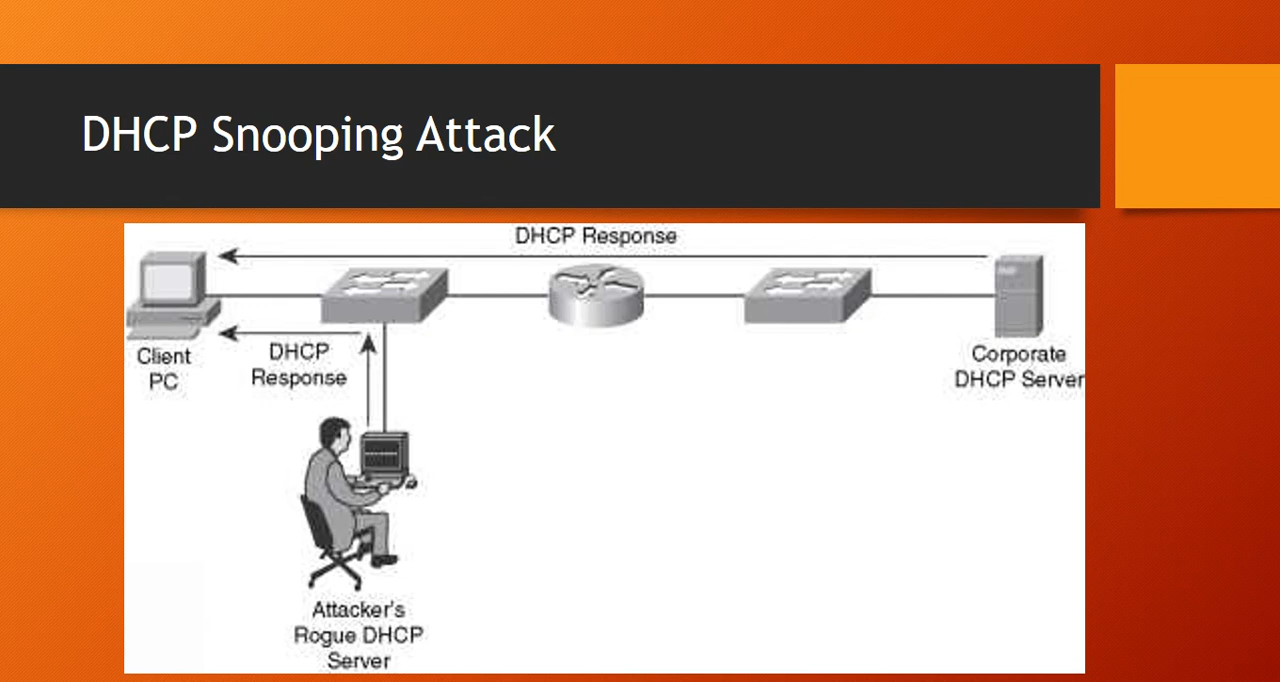 DHCP Snooping Attack
DHCP Response
Client
PC
DHCP
Response
Corporate
DHCP Server
Attacker's
Rogue DHCP
Server